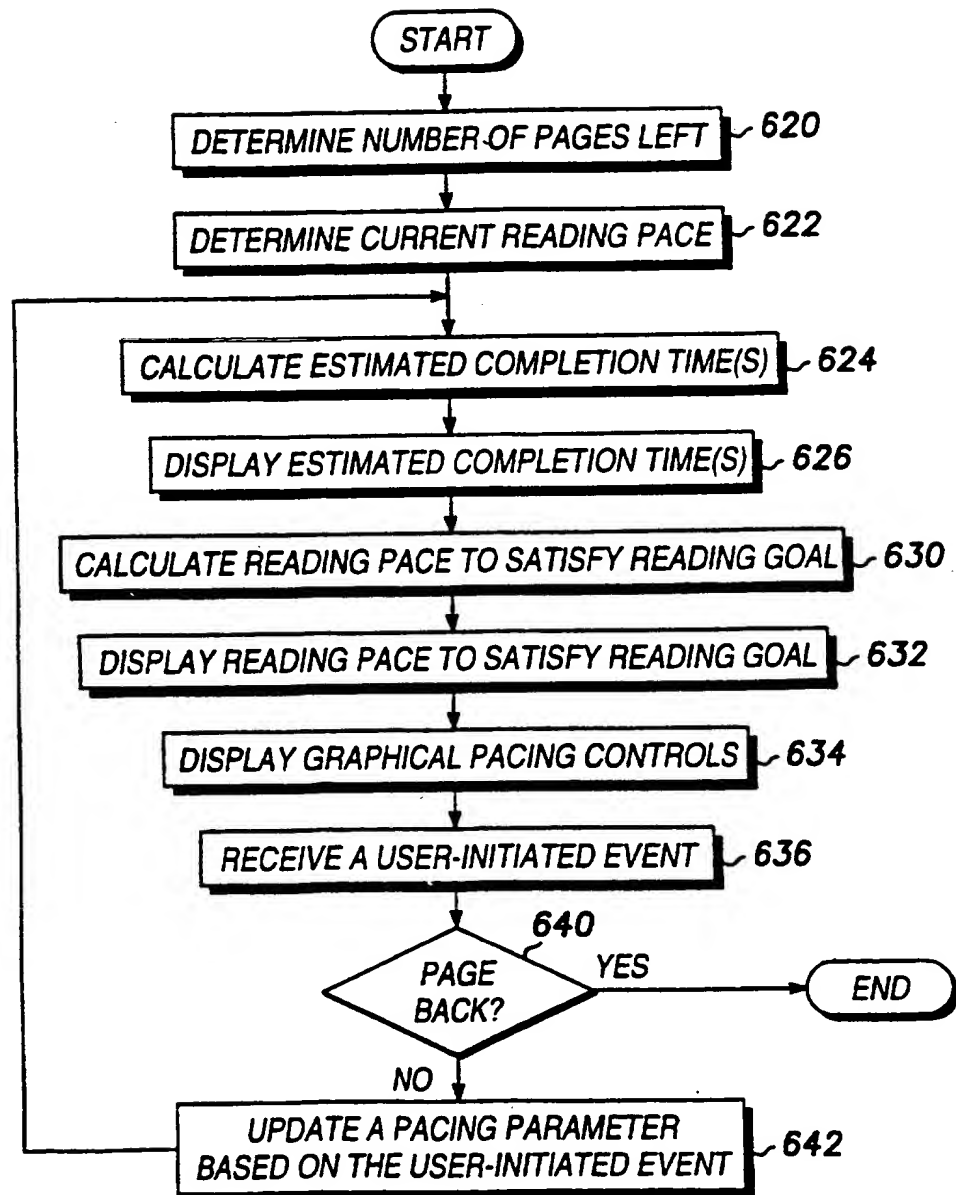 START
DETERMINE NUMBER OF PAGES LEFT
620
DETERMINE CURRENT READING PACE
622
CALCULATE ESTIMATED COMPLETION TIME(S)
624
DISPLAY ESTIMATED COMPLETION TIME(S)
626
CALCULATE READING PACE TO SATISFY READING GOAL
630
DISPLAY READING PACE TO SATISFY READING GOAL
632
DISPLAY GRAPHICAL PACING CONTROLS
634
RECEIVE A USER-INITIATED EVENT
636
640
PAGE
BACK?
YES
END
NO
UPDATE A PACING PARAMETER
BASED ON THE USER-INITIATED EVENT
642